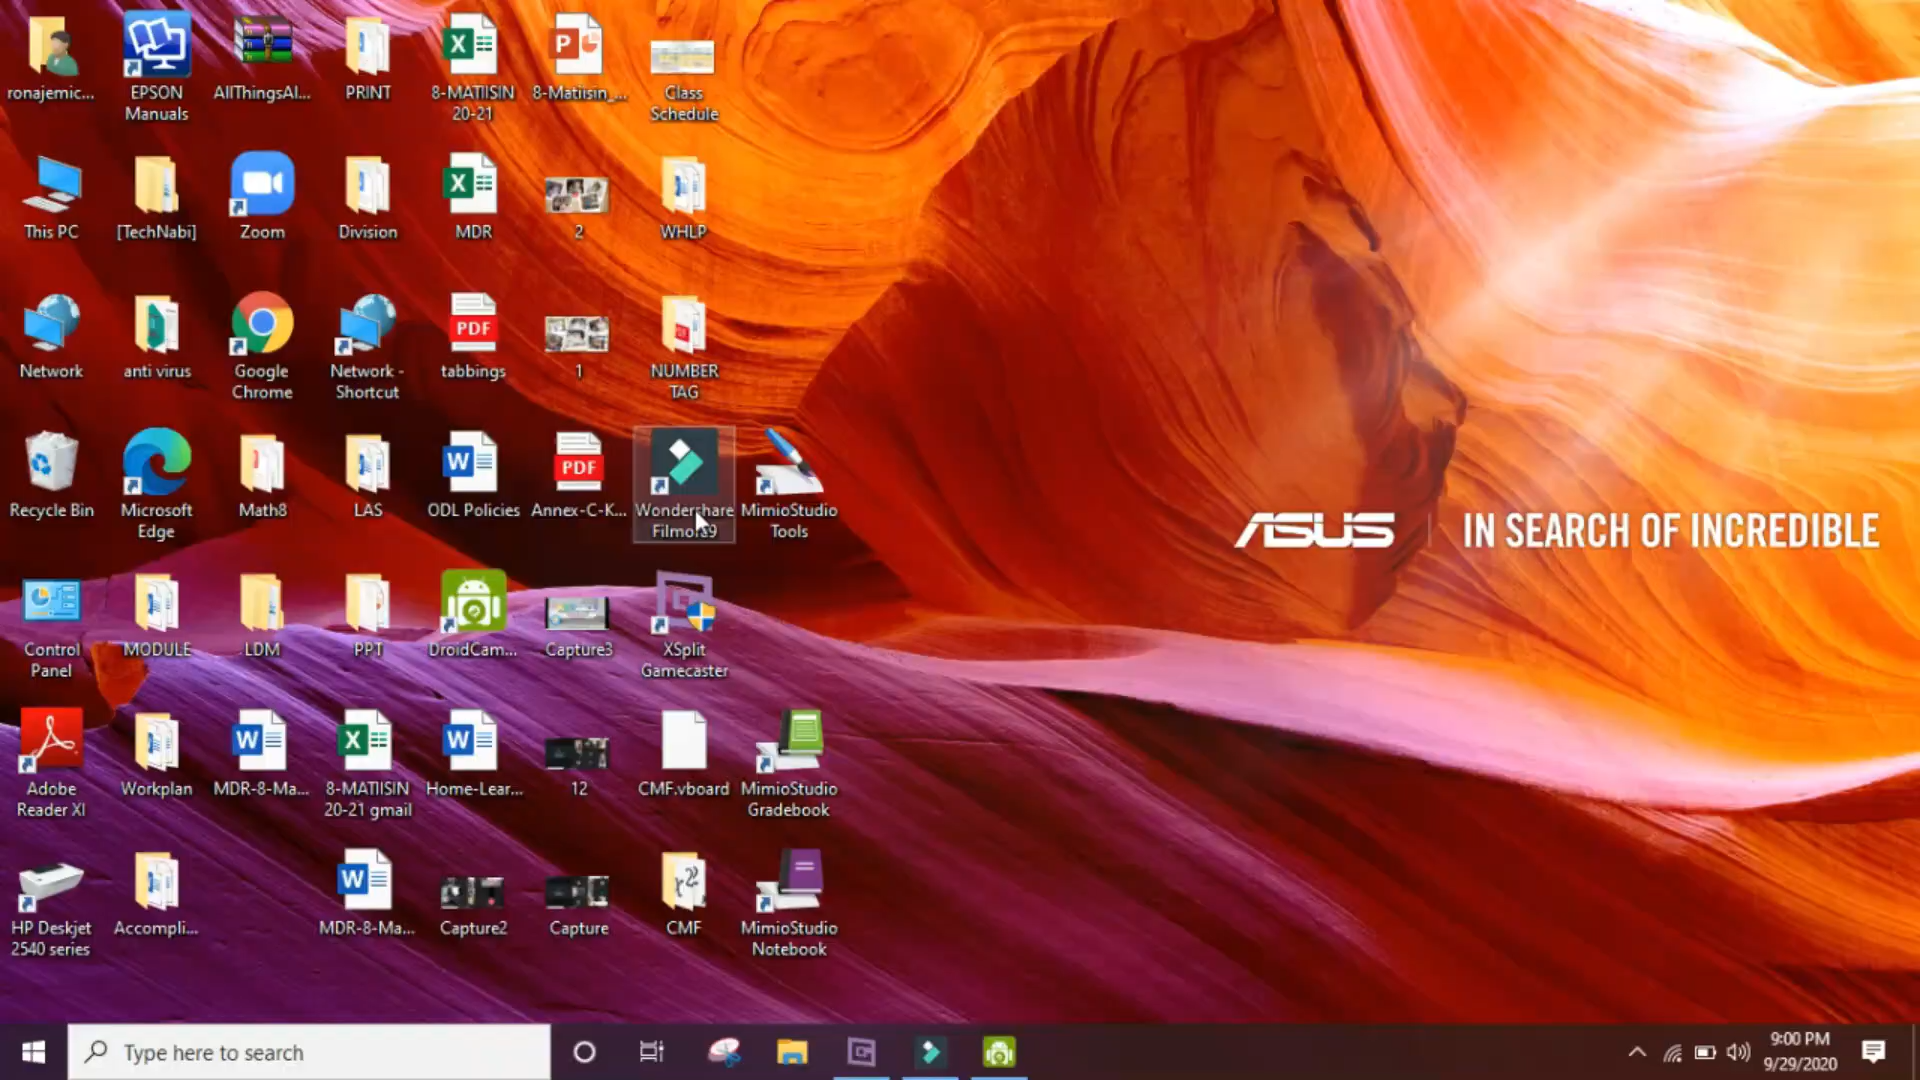 ronajemic...
EPSON
Manuals
AllThingsAl...
PRINT
8-MATIISIN
20-21
8-Matiisin_...
Class
Schedule
This PC
[TechNabi]
Zoom
Division
MDR
2
WHLP
Network
anti virus
Google
Chrome
Network -
Shortcut
PDF
tabbings
1
NUMBER
TAG
Recycle Bin
Microsoft
Edge
Math8
LAS
ODL Policies
PDF
Annex-C-K...
Wondershare
Filmora9
MimioStudio
Tools
ASUS
IN SEARCH OF INCREDIBLE
Control
Panel
MODULE
LDM
PPT
DroidCam...
Capture3
XSplit
Gamecaster
Adobe
Reader XI
Workplan
MDR-8-Ma...
8-MATIISIN
20-21 gmail
Home-Lear...
12
CMF.vboard
MimioStudio
Gradebook
HP Deskjet
2540 series
Accompli...
MDR-8-Ma...
Capture2
Capture
CMF
MimioStudio
Notebook
Type here to search
9:00 PM
9/29/2020